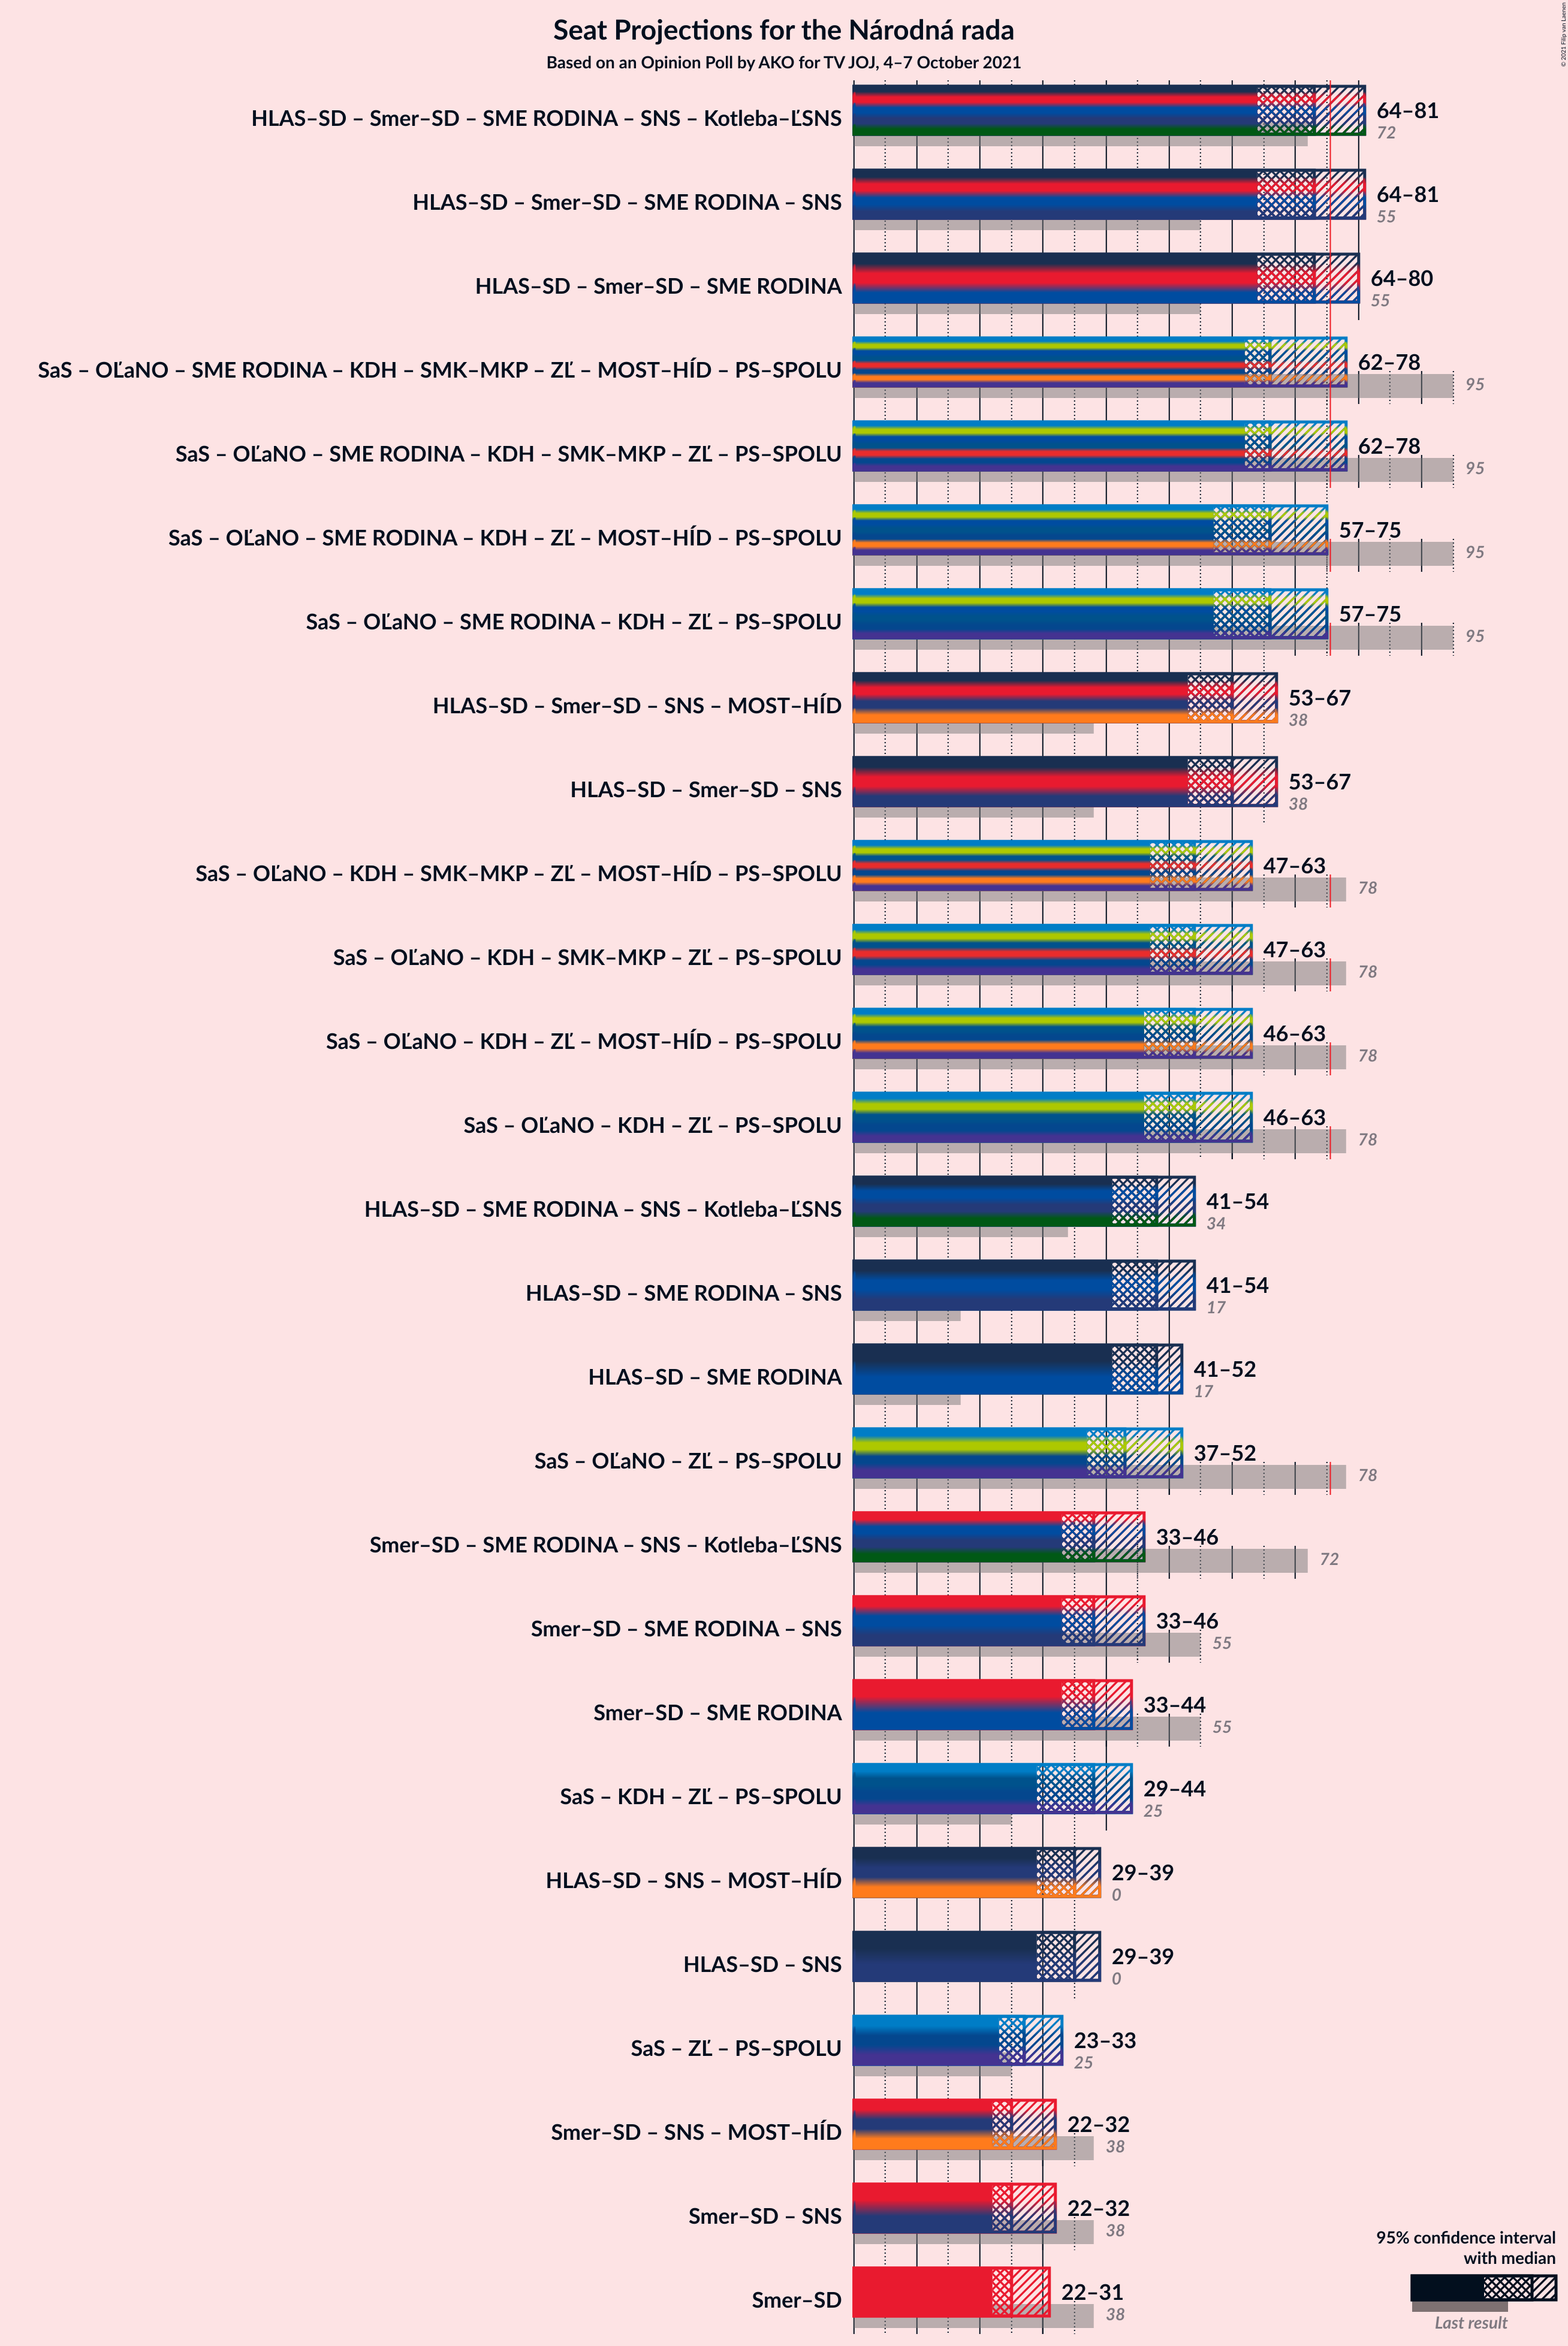 Seat Projections for the Národná rada
Based on an Opinion Poll by AKO for TV JOJ, 4–7 October 2021
© 2021 Filip van Laenen
HLAS–SD – Smer–SD – SME RODINA – SNS – Kotleba–ĽSNS
64–81
72
HLAS–SD – Smer–SD – SME RODINA – SNS
64–81
55
HLAS–SD – Smer–SD – SME RODINA
64–80
55
SaS – OĽaNO – SME RODINA – KDH – SMK–MKP – ZĽ – MOST–HÍD – PS–SPOLU
62–78
95
SaS – OĽaNO – SME RODINA – KDH – SMK–MKP – ZĽ – PS–SPOLU
62–78
95
SaS – OĽaNO – SME RODINA – KDH – ZĽ – MOST–HÍD – PS–SPOLU
57–75
95
SaS – OĽaNO – SME RODINA – KDH – ZĽ – PS–SPOLU
57–75
95
HLAS–SD – Smer–SD – SNS – MOST–HÍD
53–67
38
HLAS–SD – Smer–SD – SNS
53–67
38
SaS – OĽaNO – KDH – SMK–MKP – ZĽ – MOST–HÍD – PS–SPOLU
47–63
78
SaS – OĽaNO – KDH – SMK–MKP – ZĽ – PS–SPOLU
47–63
78
SaS – OĽaNO – KDH – ZĽ – MOST–HÍD – PS–SPOLU
46–63
78
SaS – OĽaNO – KDH – ZĽ – PS–SPOLU
46–63
78
HLAS–SD – SME RODINA – SNS – Kotleba–ĽSNS
41–54
34
HLAS–SD – SME RODINA – SNS
41–54
17
HLAS–SD – SME RODINA
41–52
17
SaS – OĽaNO – ZĽ – PS–SPOLU
37–52
78
Smer–SD – SME RODINA – SNS – Kotleba–ĽSNS
33–46
72
Smer–SD – SME RODINA – SNS
33–46
55
Smer–SD – SME RODINA
33–44
55
SaS – KDH – ZĽ – PS–SPOLU
29–44
25
HLAS–SD – SNS – MOST–HÍD
29–39
0
HLAS–SD – SNS
29–39
0
SaS – ZĽ – PS–SPOLU
23–33
25
Smer–SD – SNS – MOST–HÍD
22–32
38
Smer–SD – SNS
22–32
38
Smer–SD
22–31
38
95% confidence interval
with median
Last result